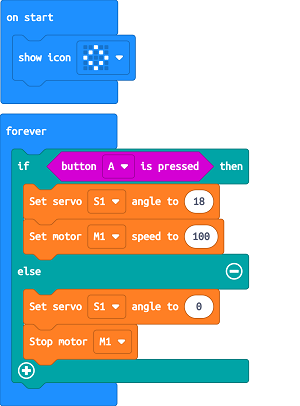 on start
show icon
forever
if button A is pressed then
Set servo S1 angle to 18
Set motor M1 speed to 100
else
Set servo S1 angle to 0
Stop motor M1